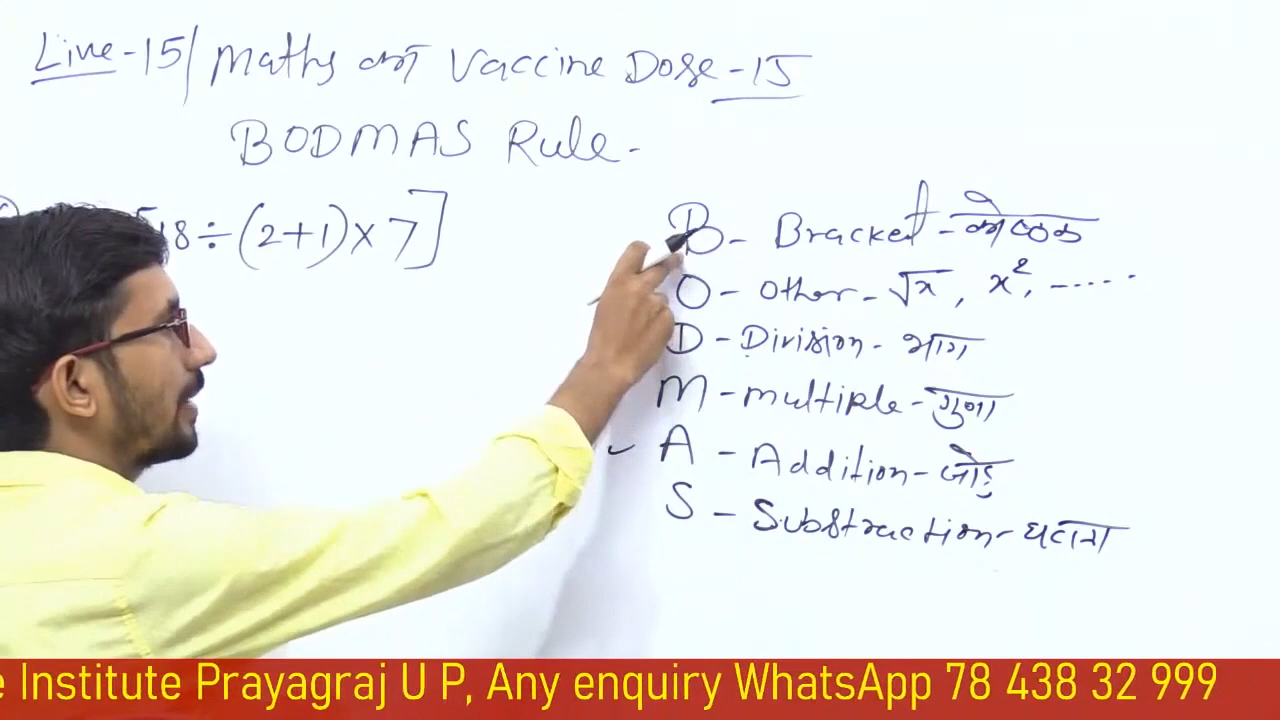 Line-15/ Maths का Vaccine Dose-15
BODMAS Rule-
[18÷(2+1)×7]
B - Bracket - कोष्ठक
O - Other - √x, x², -----
D - Division - भाग
M - multiple - गुणा
A - Addition - जोड़
S - Substraction - घटाना
Institute Prayagraj U P, Any enquiry WhatsApp 78 438 32 999